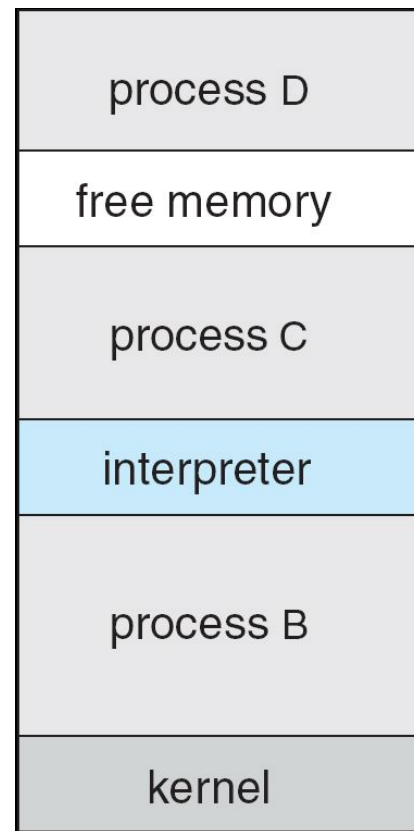 process D
free memory
process C
interpreter
process B
kernel